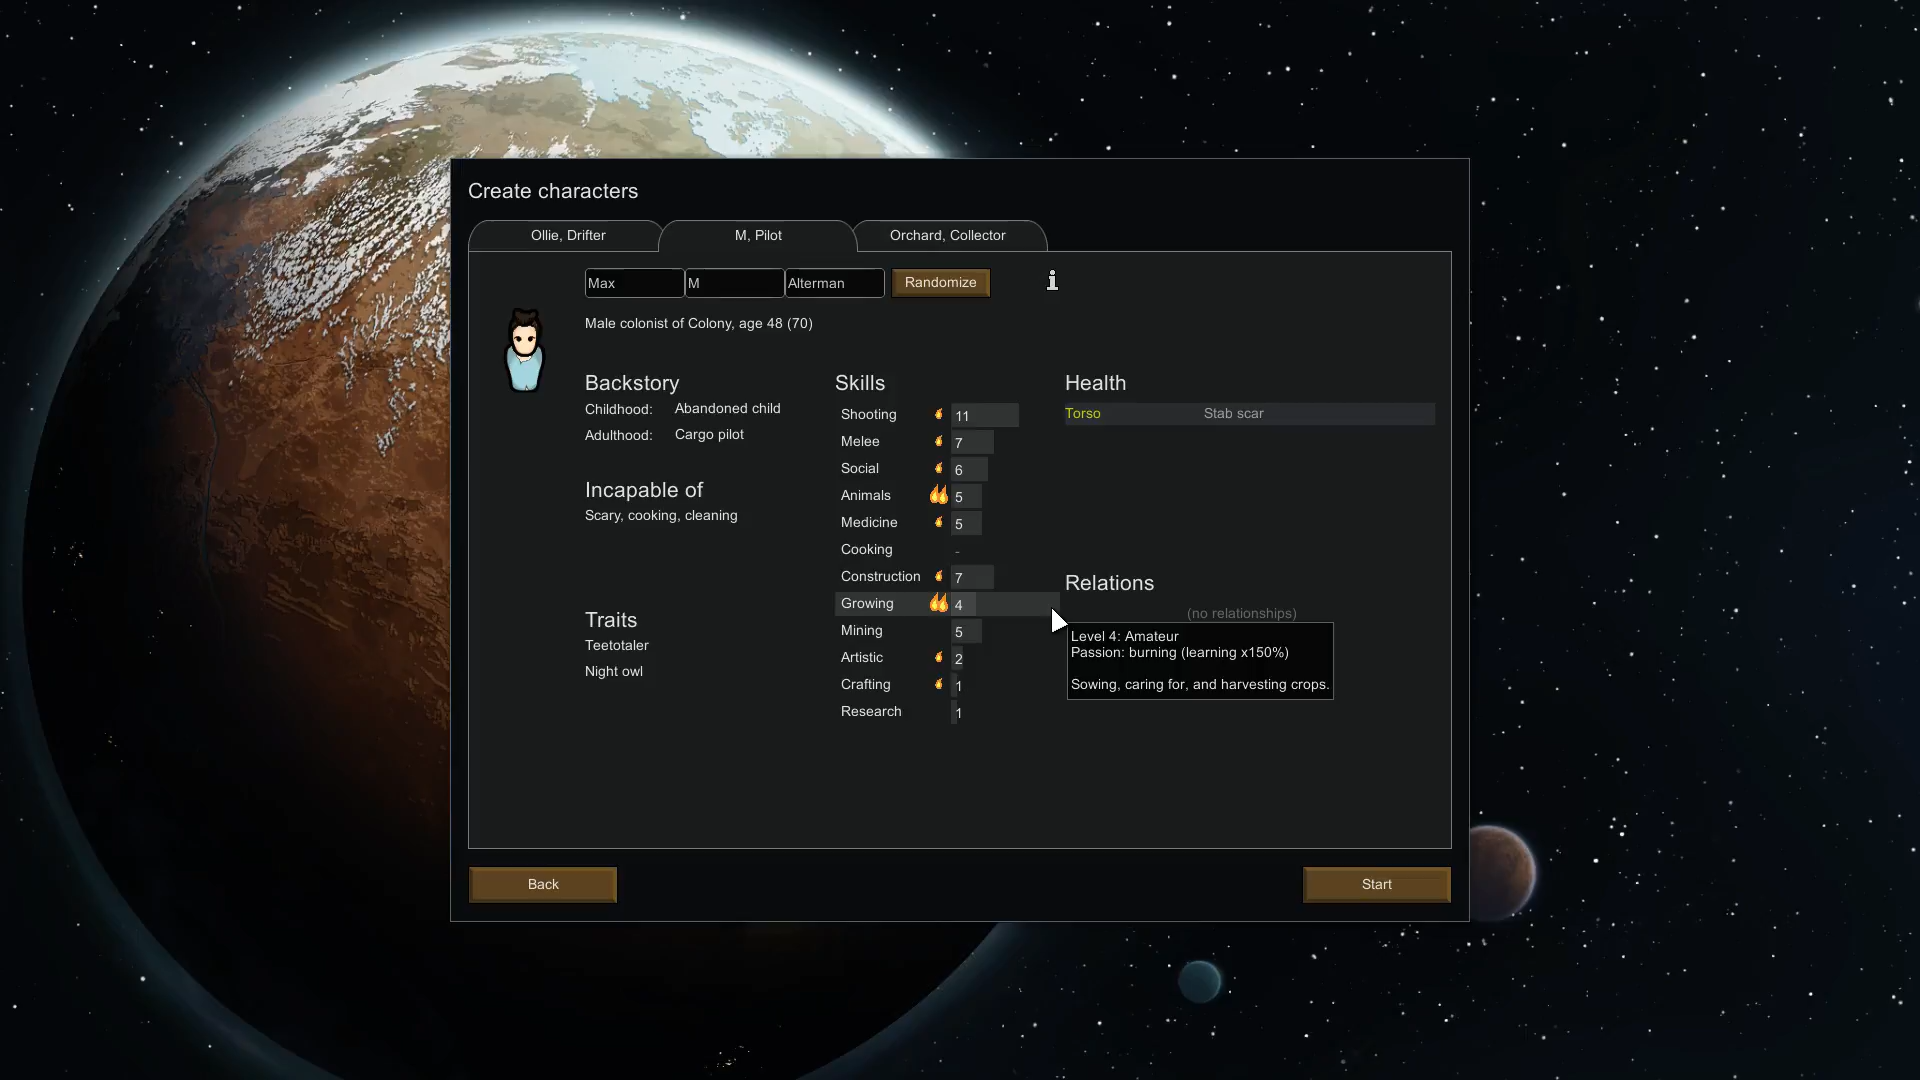 Create characters
Ollie, Drifter
M, Pilot
Orchard, Collector
Max
M
Alterman
Randomize
Male colonist of Colony, age 48 (70)
Backstory
Childhood: Abandoned child
Adulthood: Cargo pilot
Incapable of
Scary, cooking, cleaning
Traits
Teetotaler
Night owl
Skills
Shooting 11
Melee 7
Social 6
Animals 5
Medicine 5
Cooking -
Construction 7
Growing 4
Mining 5
Artistic 2
Crafting 1
Research 1
Health
Torso Stab scar
Relations
(no relationships)
Level 4: Amateur
Passion: burning (learning x150%)
Sowing, caring for, and harvesting crops.
Back
Start